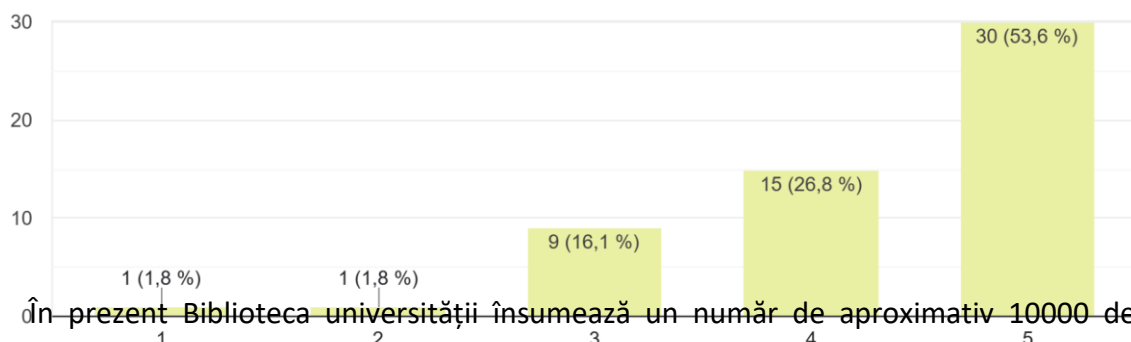 30
30 (53,6 %)
20
15 (26,8 %)
10
9 (16,1 %)
1 (1,8 %) 1 (1,8 %)
0
În prezent Biblioteca universității însumează un număr de aproximativ 10000 de
1 2 3 4 5